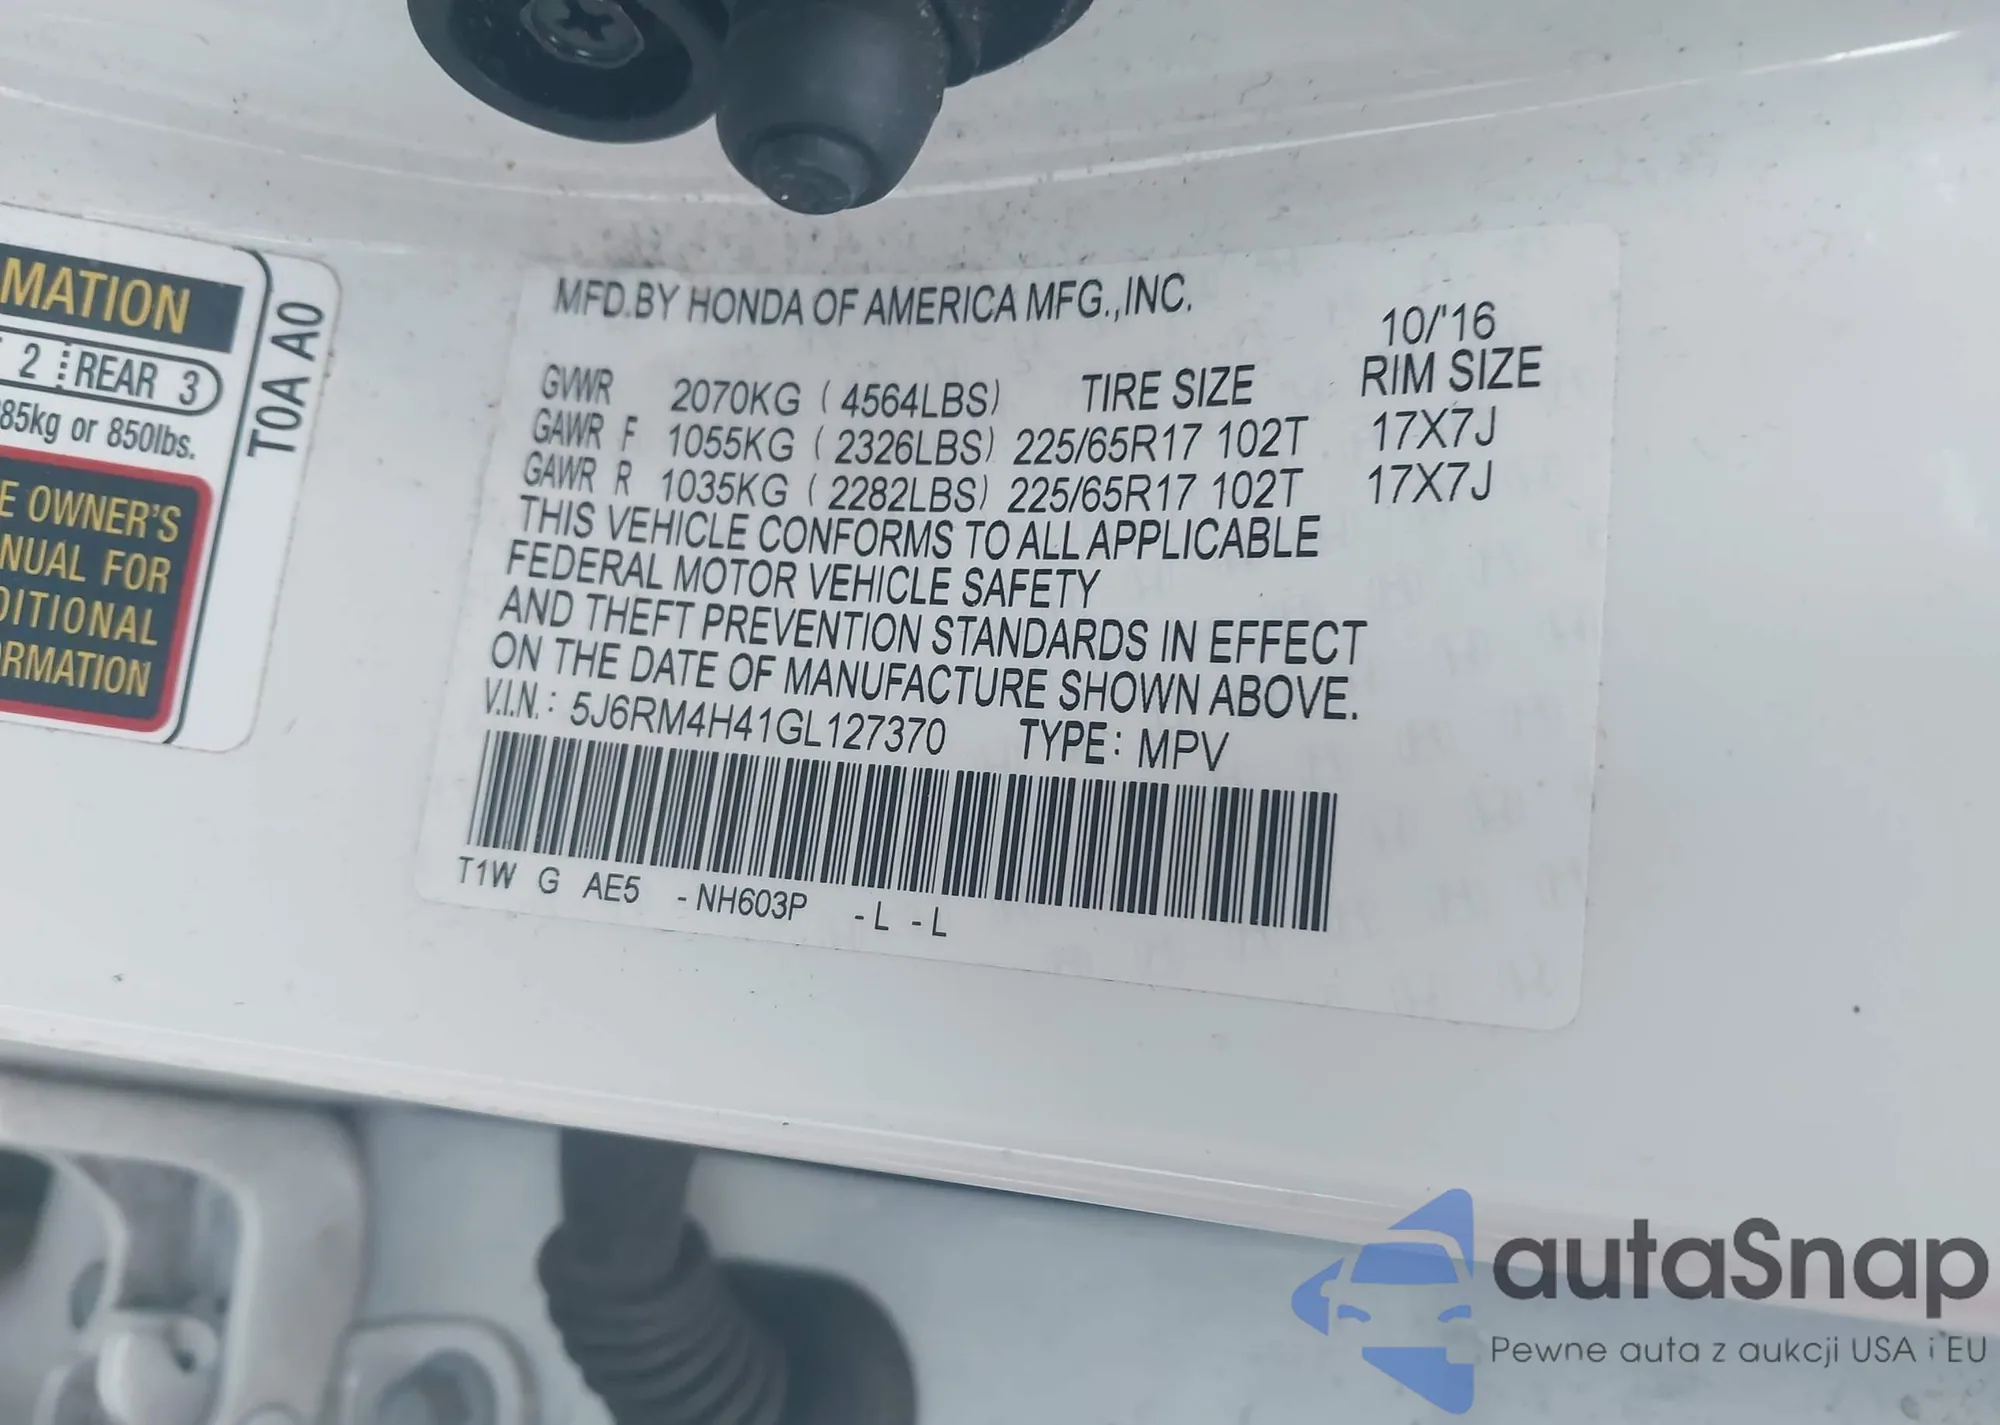 MATION
2 REAR 3
85kg or 850lbs.
E OWNER'S
NUAL FOR
DITIONAL
ORMATION
T0A A0
MFD.BY HONDA OF AMERICA MFG.,INC.
10/'16
GVWR 2070KG (4564LBS) TIRE SIZE RIM SIZE
GAWR F 1055KG (2326LBS) 225/65R17 102T 17X7J
GAWR R 1035KG (2282LBS) 225/65R17 102T 17X7J
THIS VEHICLE CONFORMS TO ALL APPLICABLE
FEDERAL MOTOR VEHICLE SAFETY
AND THEFT PREVENTION STANDARDS IN EFFECT
ON THE DATE OF MANUFACTURE SHOWN ABOVE.
V.I.N.: 5J6RM4H41GL127370 TYPE: MPV
T1W G AE5 -NH603P -L -L
autaSnap
Pewne auta z aukcji USA i EU